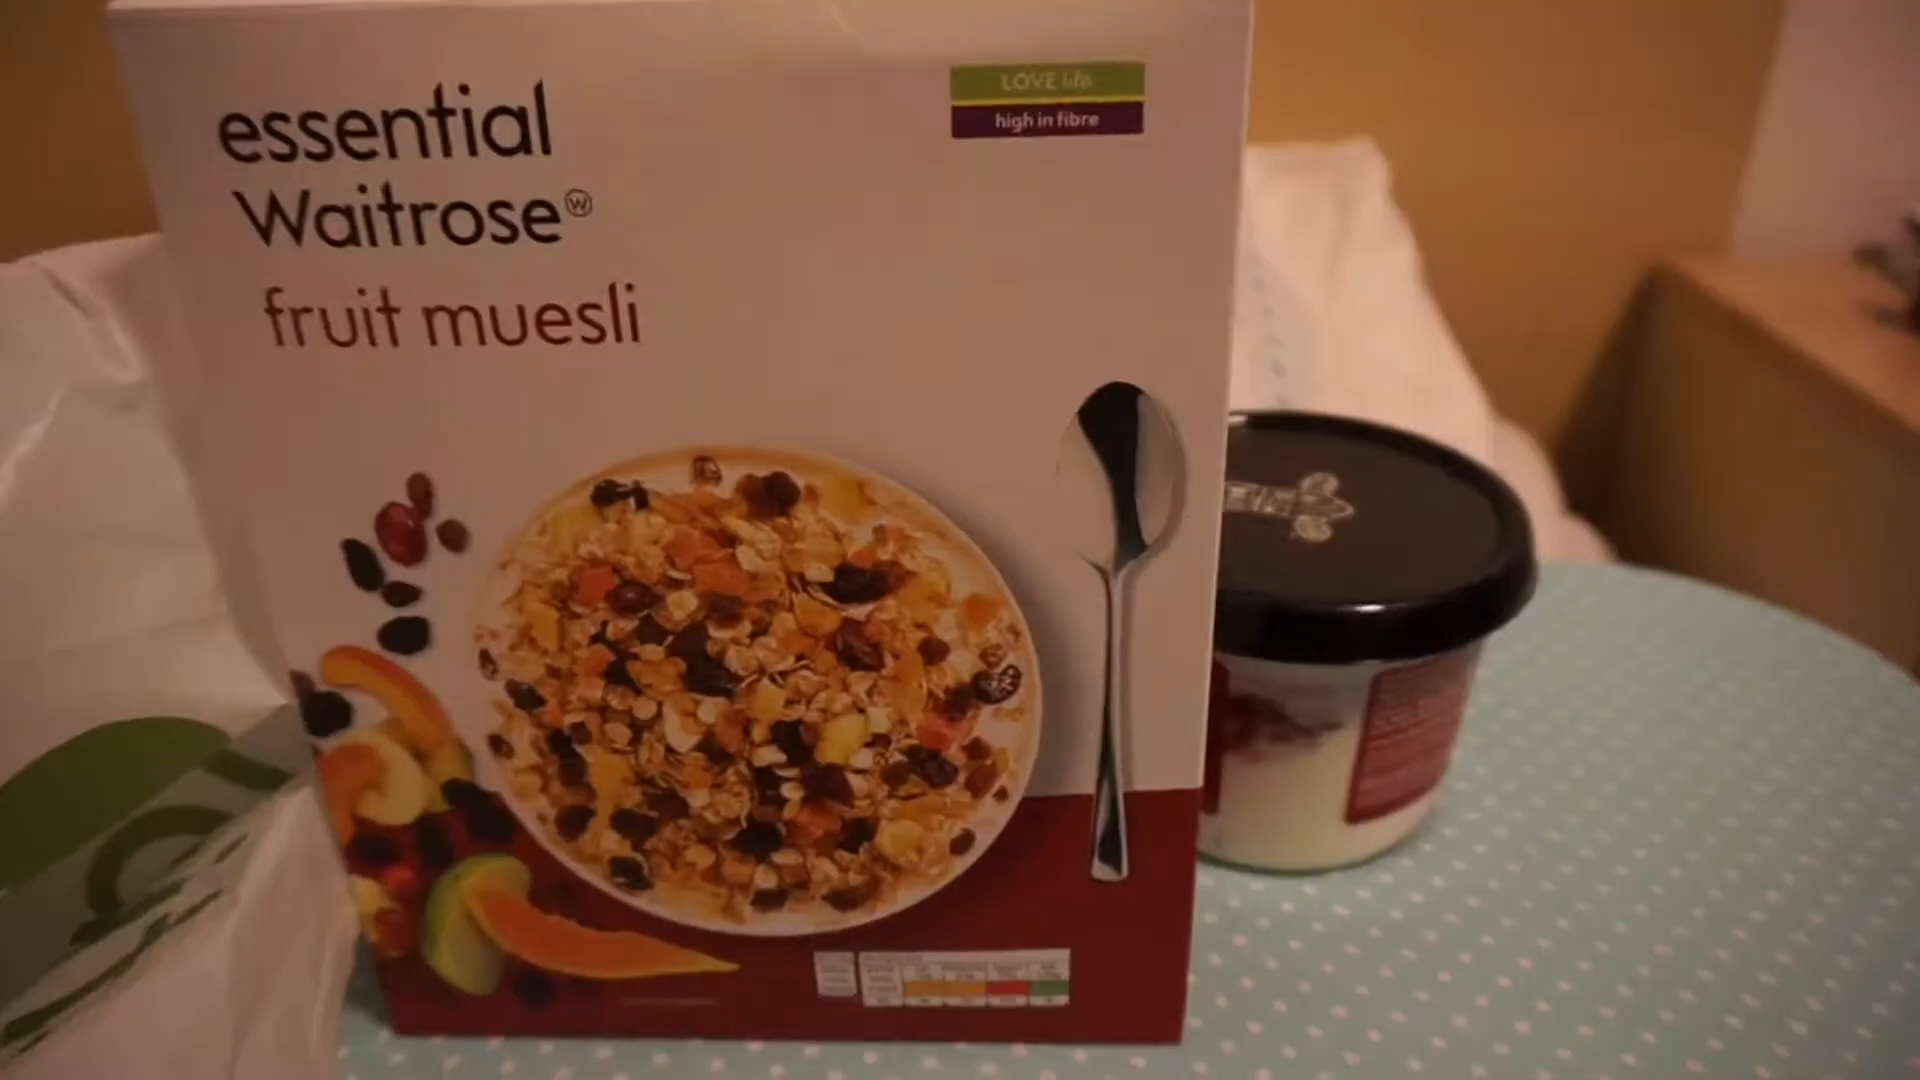 essential
Waitrose
fruit muesli
LOVE life
high in fibre